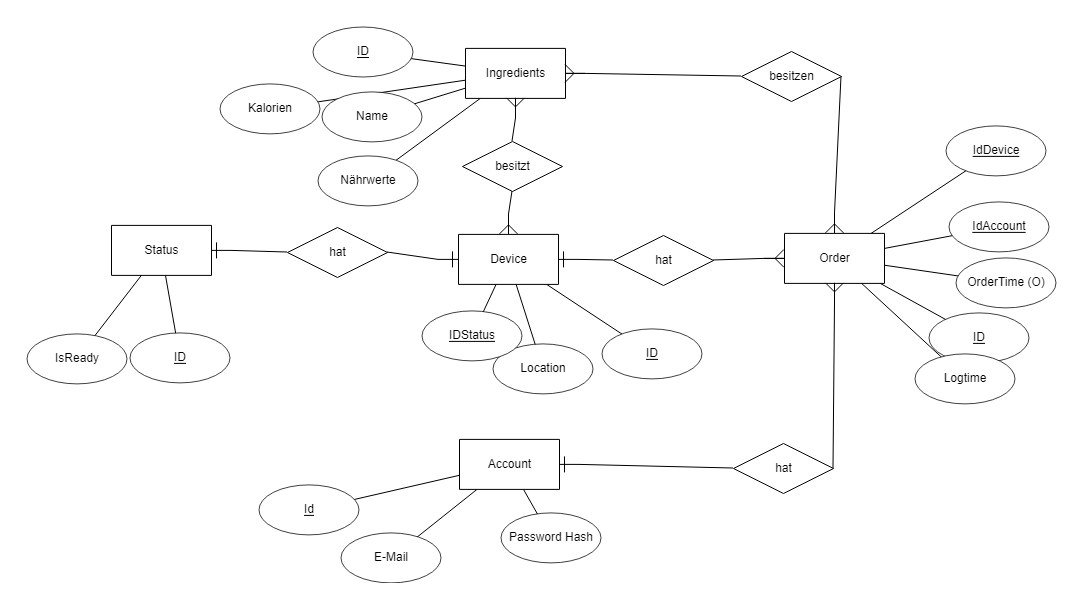 ID
Ingredients
besitzen
Kalorien
Name
IdDevice
besitzt
Nährwerte
IdAccount
Status
hat
Device
hat
Order
OrderTime (O)
IDStatus
ID
IsReady
ID
Location
ID
Logtime
Account
hat
Id
Password Hash
E-Mail